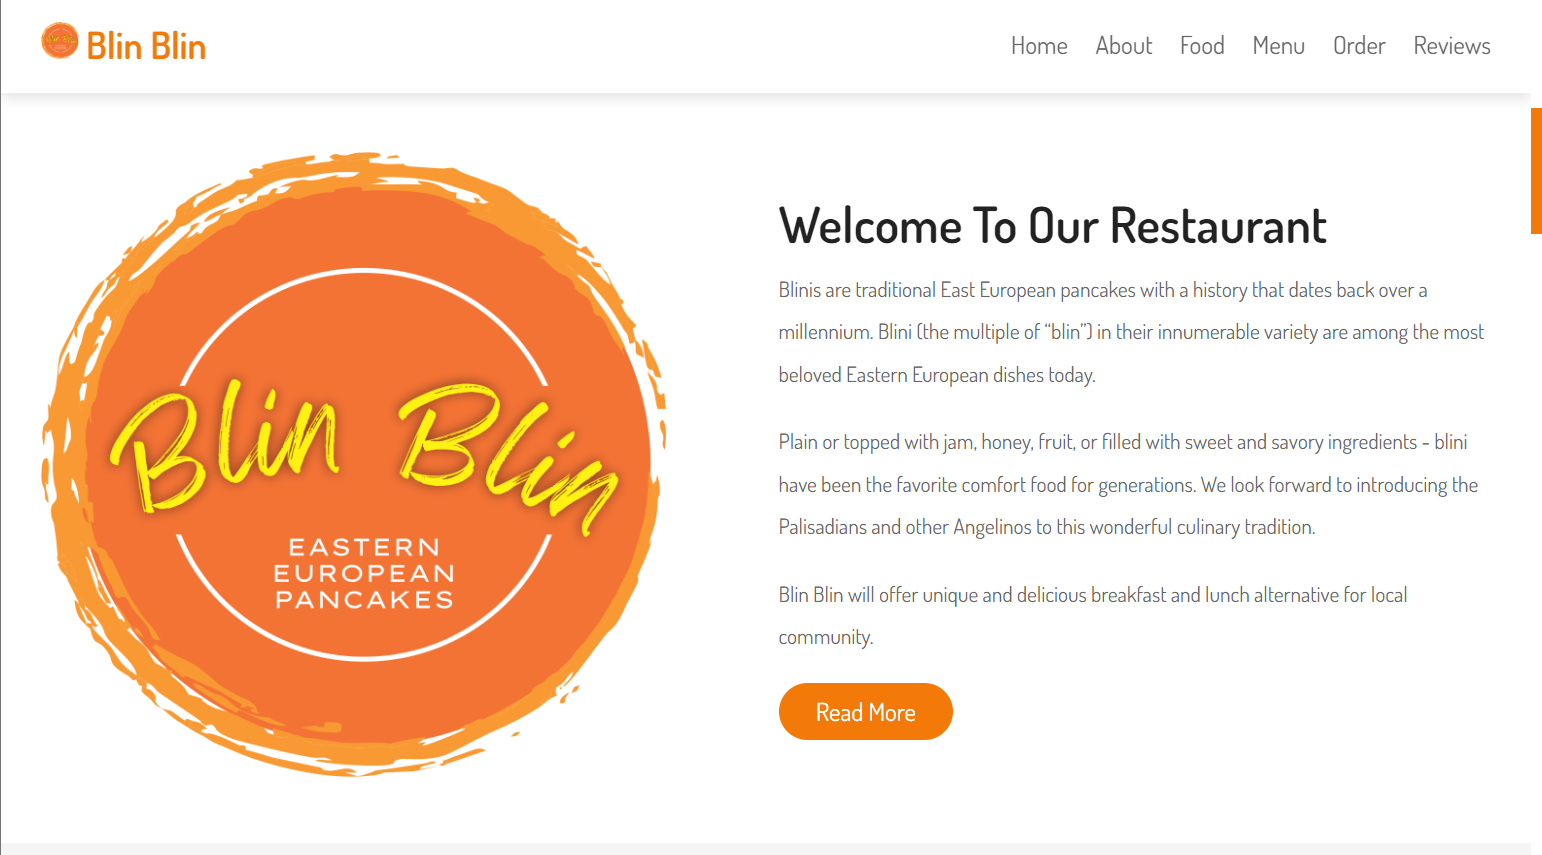 Blin Blin
Home About Food Menu Order Reviews
Blin Blin
EASTERN
EUROPEAN
PANCAKES
Welcome To Our Restaurant
Blinis are traditional East European pancakes with a history that dates back over a
millennium. Blini (the multiple of “blin”) in their innumerable variety are among the most
beloved Eastern European dishes today.
Plain or topped with jam, honey, fruit, or filled with sweet and savory ingredients - blini
have been the favorite comfort food for generations. We look forward to introducing the
Palisadians and other Angelinos to this wonderful culinary tradition.
Blin Blin will offer unique and delicious breakfast and lunch alternative for local
community.
Read More